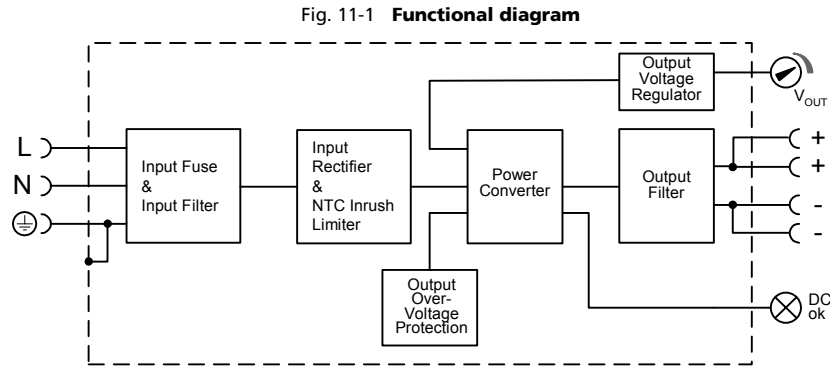 Fig. 11-1 Functional diagram
Output
Voltage
Regulator
V OUT
L
N
Input Fuse
&
Input Filter
Input
Rectifier
&
NTC Inrush
Limiter
Power
Converter
Output
Filter
+
+
-
-
Output
Over-
Voltage
Protection
DC
ok